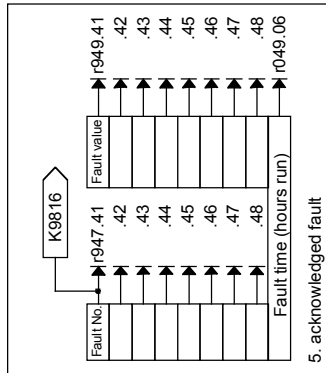 K9816
Fault No.
r947.41
.42
.43
.44
.45
.46
.47
.48
Fault value
r949.41
.42
.43
.44
.45
.46
.47
.48
Fault time (hours run)
r049.06
5. acknowledged fault